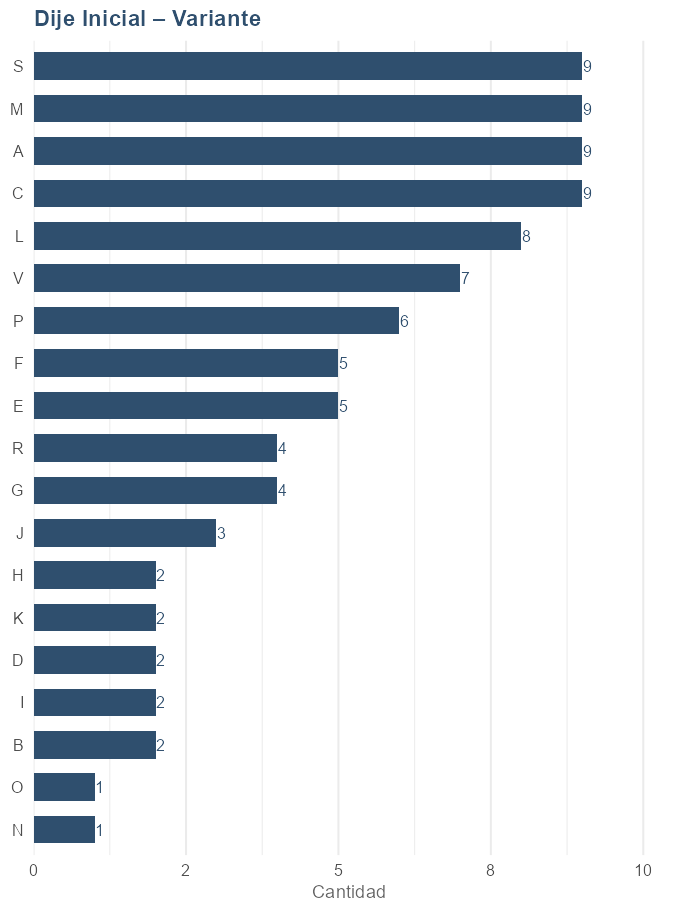 Dije Inicial – Variante
S 9
M 9
A 9
C 9
L 8
V 7
P 6
F 5
E 5
R 4
G 4
J 3
H 2
K 2
D 2
I 2
B 2
O 1
N 1
0 2 5 8 10
Cantidad